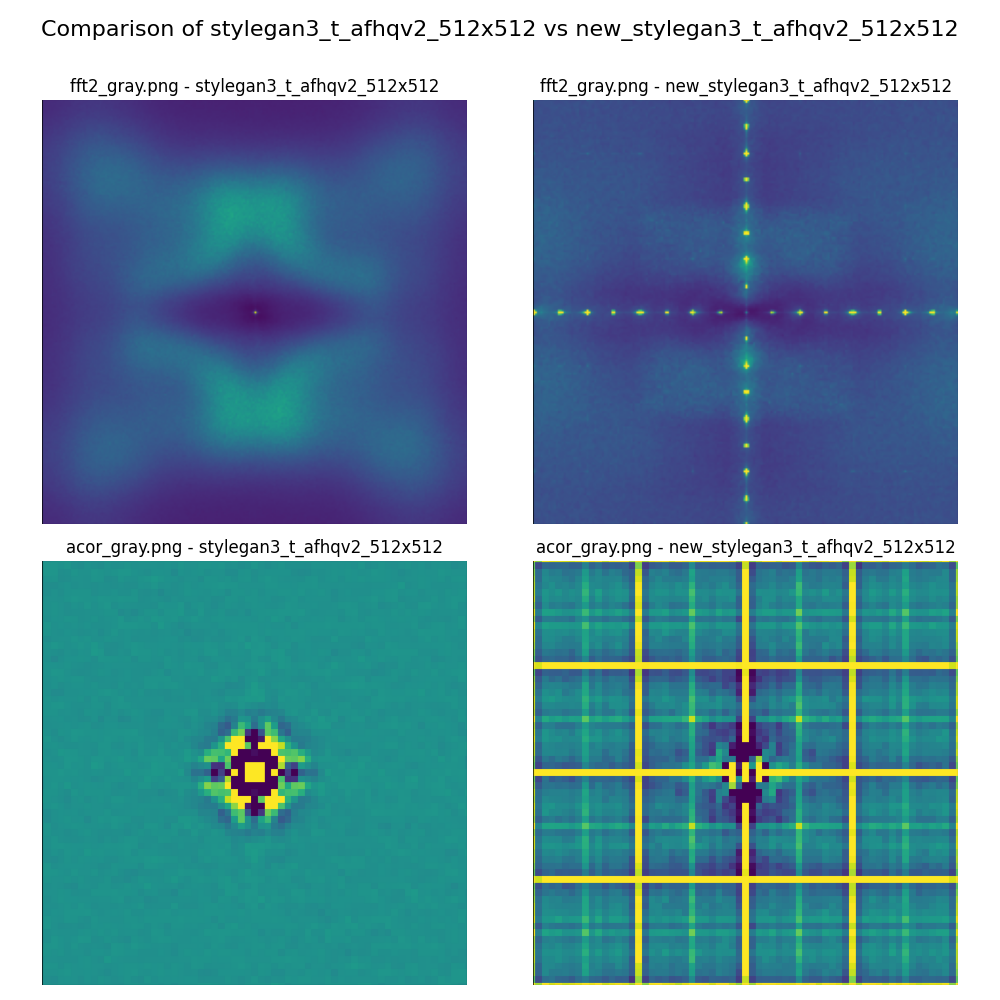 Comparison of stylegan3_t_afhqv2_512x512 vs new_stylegan3_t_afhqv2_512x512
fft2_gray.png - stylegan3_t_afhqv2_512x512
fft2_gray.png - new_stylegan3_t_afhqv2_512x512
acor_gray.png - stylegan3_t_afhqv2_512x512
acor_gray.png - new_stylegan3_t_afhqv2_512x512